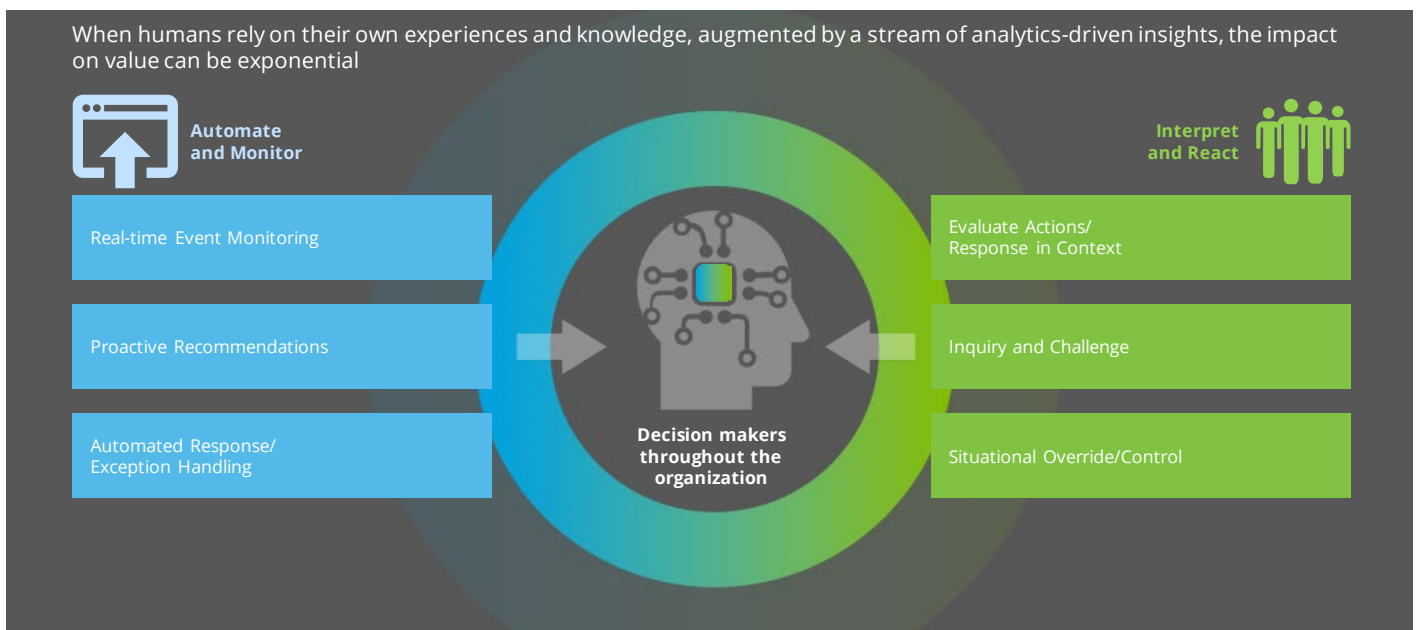 When humans rely on their own experiences and knowledge, augmented by a stream of analytics-driven insights, the impact
on value can be exponential
Automate
and Monitor
Real-time Event Monitoring
Proactive Recommendations
Automated Response/
Exception Handling
Decision makers
throughout the
organization
Interpret
and React
Evaluate Actions/
Response in Context
Inquiry and Challenge
Situational Override/Control